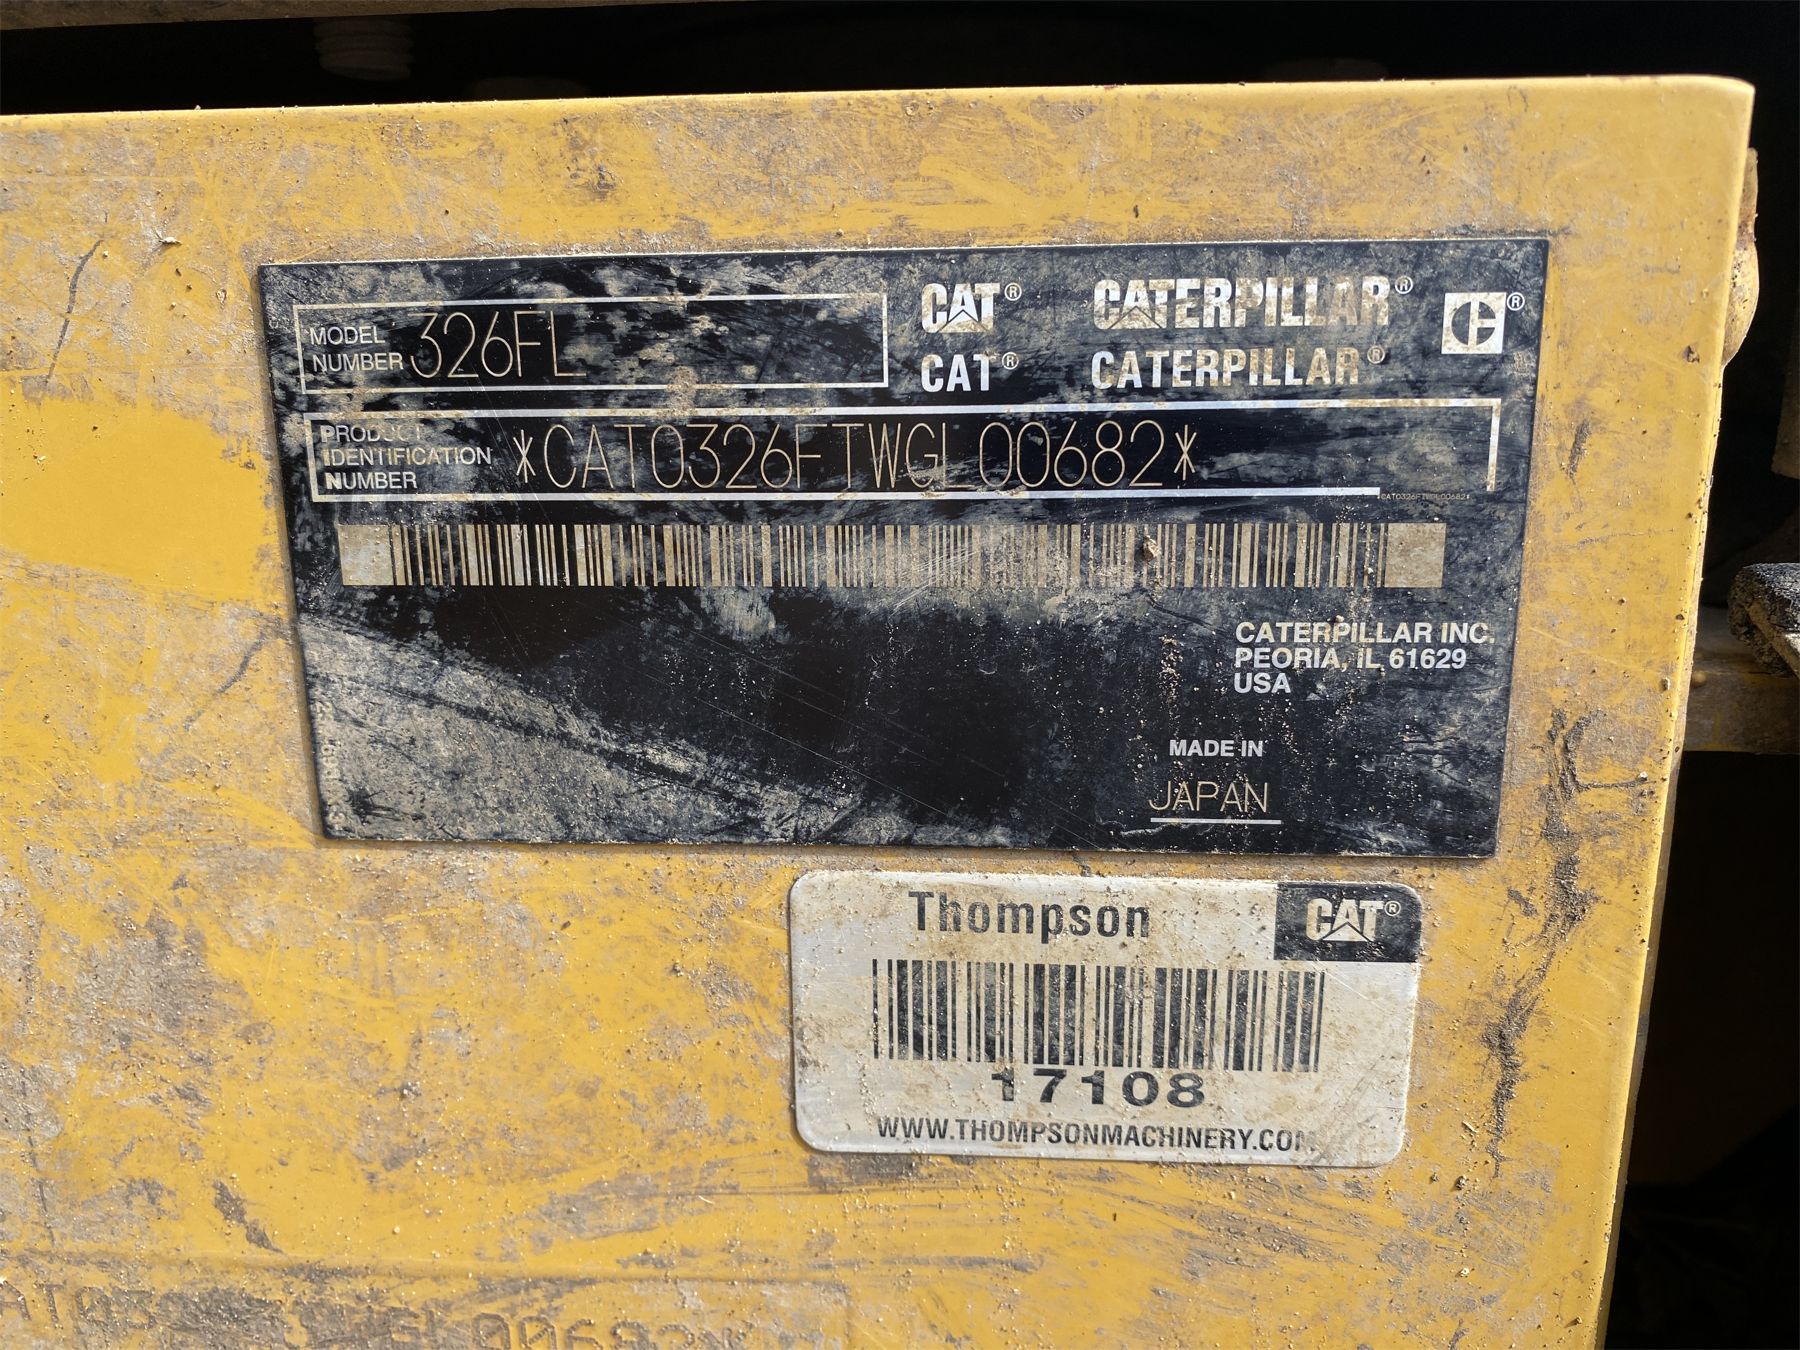 MODEL
NUMBER 326FL
CAT® CATERPILLAR® ®
CAT® CATERPILLAR®
PRODUCT
IDENTIFICATION
NUMBER
*CAT0326FTWGL00682*
*CAT0326FTWGL00682*
CATERPILLAR INC.
PEORIA, IL 61629
USA
MADE IN
JAPAN
Thompson CAT®
17108
WWW.THOMPSONMACHINERY.COM